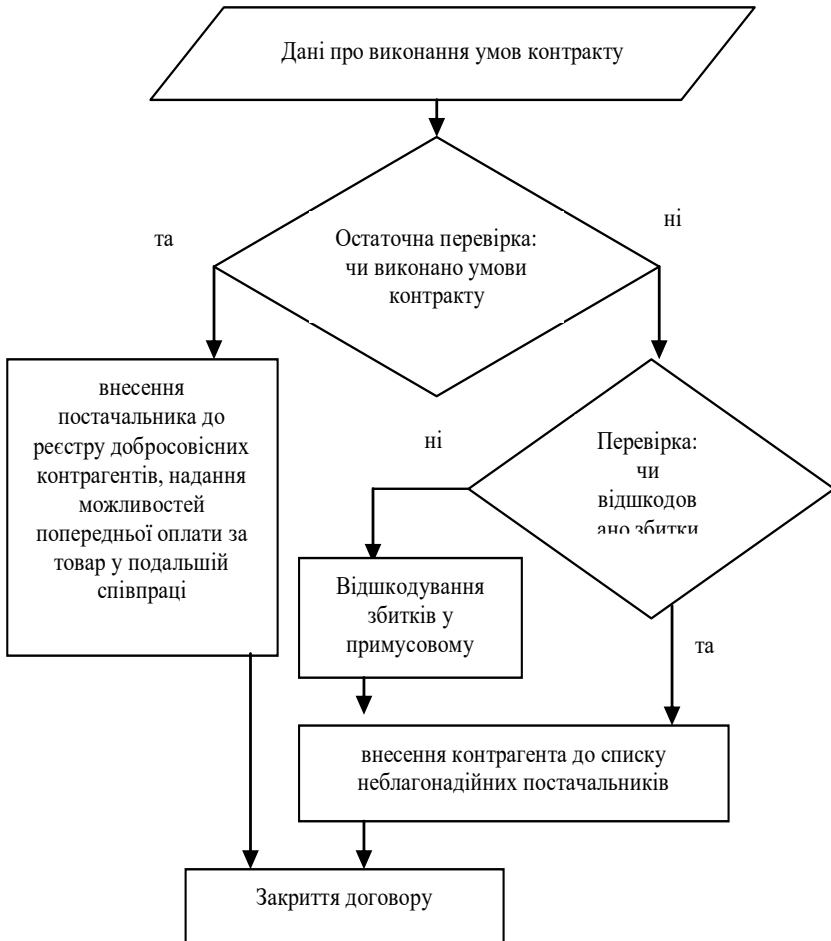 Дані про виконання умов контракту
та
ні
Остаточна перевірка:
чи виконано умови
контракту
внесення
постачальника до
реєстру добросовісних
контрагентів, надання
можливостей
попередньої оплати за
товар у подальшій
співпраці
ні
Перевірка:
чи
відшкодов
ано збитки
Відшкодування
збитків у
примусовому
та
внесення контрагента до списку
неблагонадійних постачальників
Закриття договору